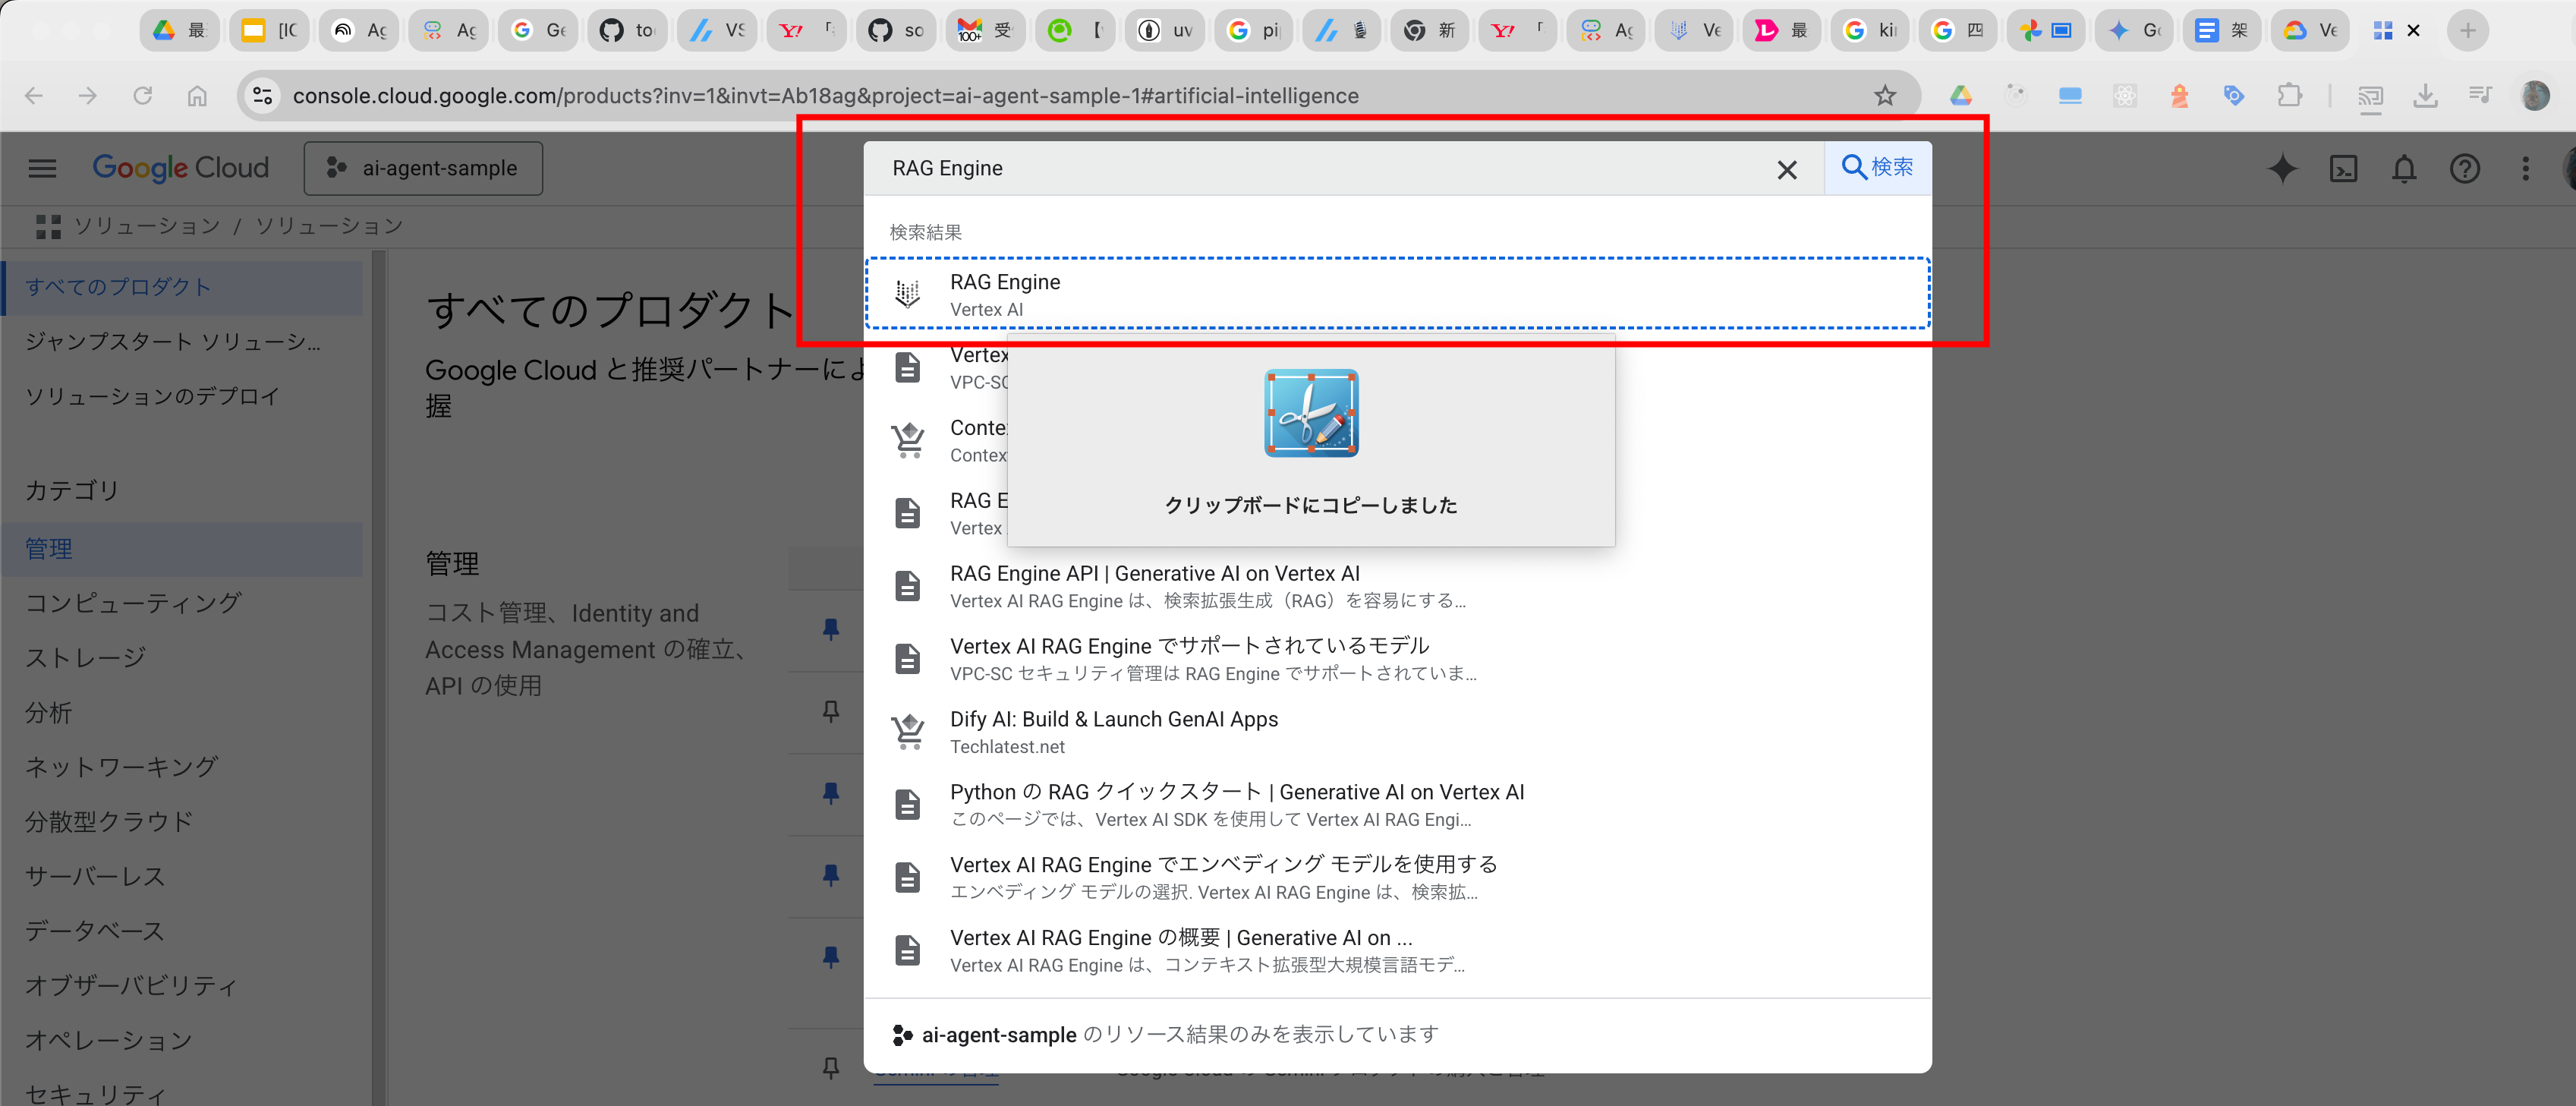 最
[IC
Ag
Ag
Ge
to
VS
「
so
受
【
uv
pi
新
「
Ag
Ve
最
ki
四
Go
架
Ve
console.cloud.google.com/products?inv=1&invt=Ab18ag&project=ai-agent-sample-1#artificial-intelligence
Google Cloud
ai-agent-sample
RAG Engine
検索
ソリューション / ソリューション
検索結果
RAG Engine
Vertex AI
すべてのプロダクト
ジャンプスタート ソリューシ...
ソリューションのデプロイ
カテゴリ
管理
コンピューティング
ストレージ
分析
ネットワーキング
分散型クラウド
サーバーレス
データベース
オブザーバビリティ
オペレーション
セキュリティ
すべてのプロダクト
Google Cloud と推奨パートナーによ
握
管理
コスト管理、Identity and
Access Management の確立、
API の使用
Vertex
VPC-SC
Conte
Contex
RAG E
Vertex
クリップボードにコピーしました
RAG Engine API | Generative AI on Vertex AI
Vertex AI RAG Engine は、検索拡張生成（RAG）を容易にする...
Vertex AI RAG Engine でサポートされているモデル
VPC-SC セキュリティ管理は RAG Engine でサポートされていま...
Dify AI: Build & Launch GenAI Apps
Techlatest.net
Python の RAG クイックスタート | Generative AI on Vertex AI
このページでは、Vertex AI SDK を使用して Vertex AI RAG Engi...
Vertex AI RAG Engine でエンベディング モデルを使用する
エンベディング モデルの選択. Vertex AI RAG Engine は、検索拡...
Vertex AI RAG Engine の概要 | Generative AI on ...
Vertex AI RAG Engine は、コンテキスト拡張型大規模言語モデ...
ai-agent-sample のリソース結果のみを表示しています